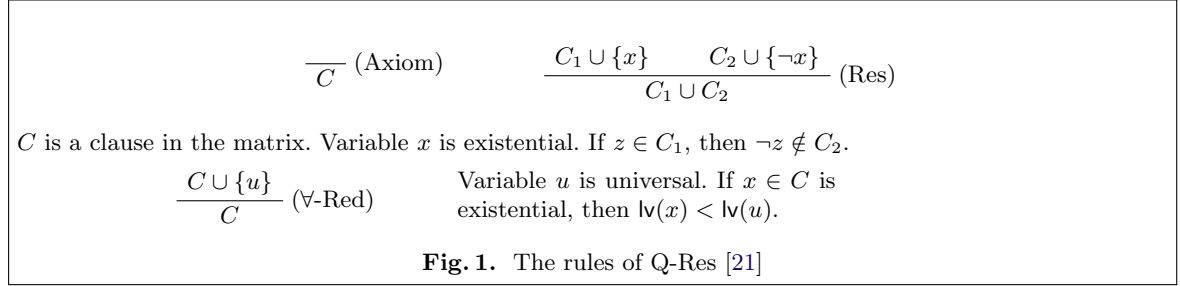 C (Axiom)
C₁ ∪ {x} C₂ ∪ {¬x}
C₁ ∪ C₂ (Res)
C is a clause in the matrix. Variable x is existential. If z ∈ C₁, then ¬z ∉ C₂.
C ∪ {u}
C (∀-Red)
Variable u is universal. If x ∈ C is
existential, then lv(x) < lv(u).
Fig. 1. The rules of Q-Res [21]